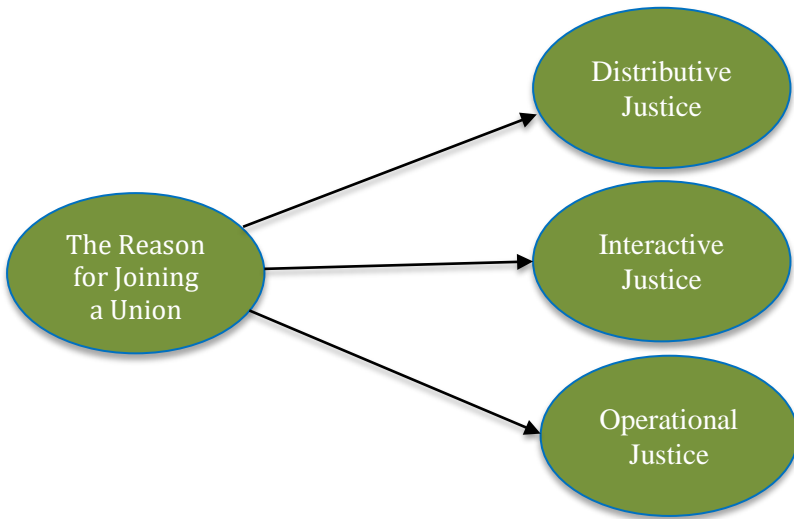 Distributive
Justice
The Reason
for Joining
a Union
Interactive
Justice
Operational
Justice